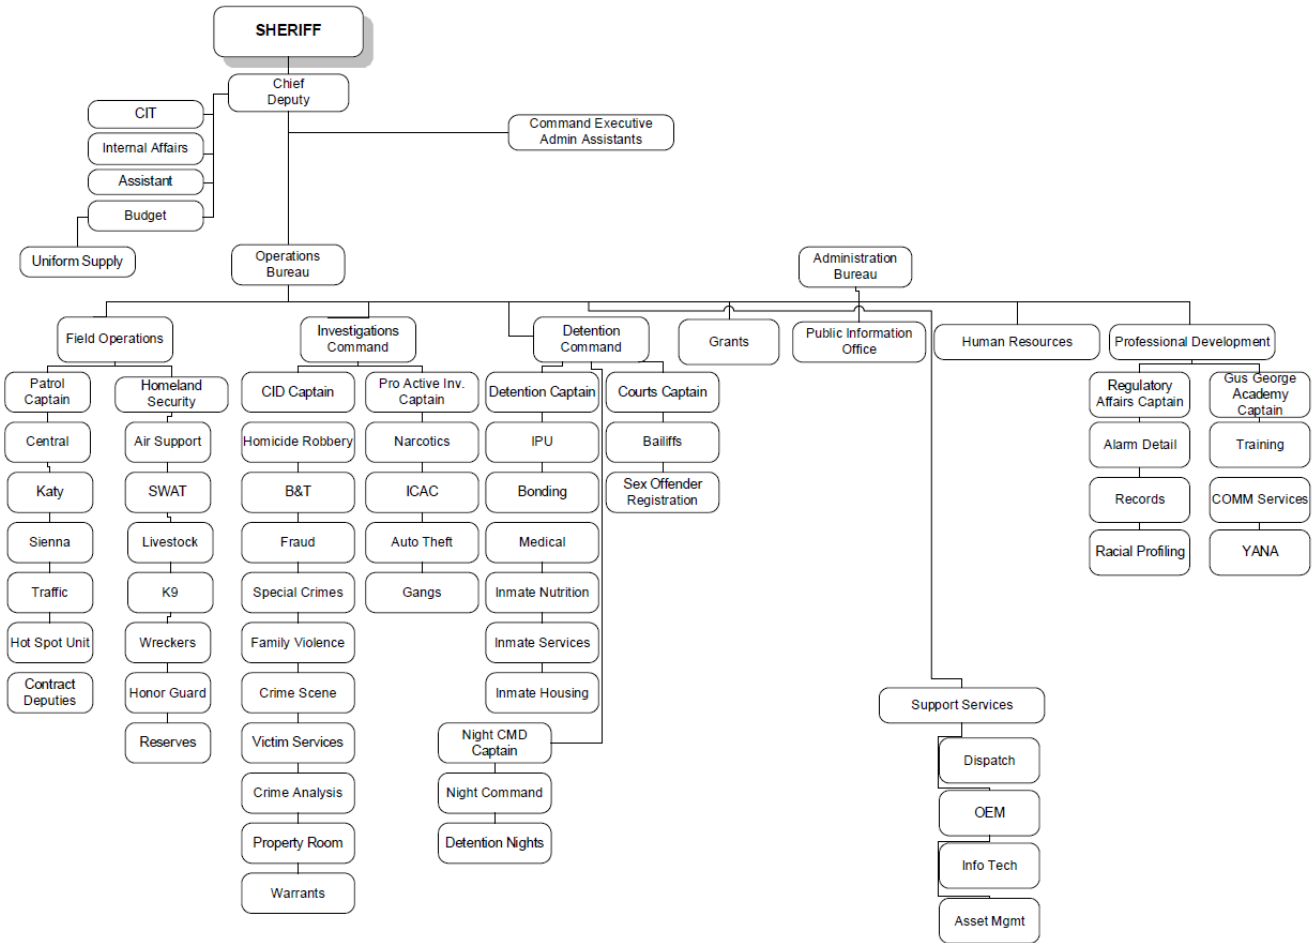 SHERIFF
Chief
Deputy
CIT
Command Executive
Admin Assistants
Internal Affairs
Assistant
Budget
Uniform Supply
Operations
Bureau
Administration
Bureau
Field Operations
Investigations
Command
Detention
Command
Grants
Public Information
Office
Human Resources
Professional Development
Patrol
Captain
Homeland
Security
CID Captain
Pro Active Inv.
Captain
Detention Captain
Courts Captain
Regulatory
Affairs Captain
Gus George
Academy
Captain
Central
Air Support
Homicide Robbery
Narcotics
IPU
Bailiffs
Alarm Detail
Training
Katy
SWAT
B&T
ICAC
Bonding
Sex Offender
Registration
Records
COMM Services
Sienna
Livestock
Fraud
Auto Theft
Medical
Racial Profiling
YANA
Traffic
K9
Special Crimes
Gangs
Inmate Nutrition
Hot Spot Unit
Wreckers
Family Violence
Inmate Services
Contract
Deputies
Honor Guard
Crime Scene
Inmate Housing
Support Services
Reserves
Victim Services
Night CMD
Captain
Dispatch
Crime Analysis
Night Command
OEM
Property Room
Detention Nights
Info Tech
Warrants
Asset Mgmt